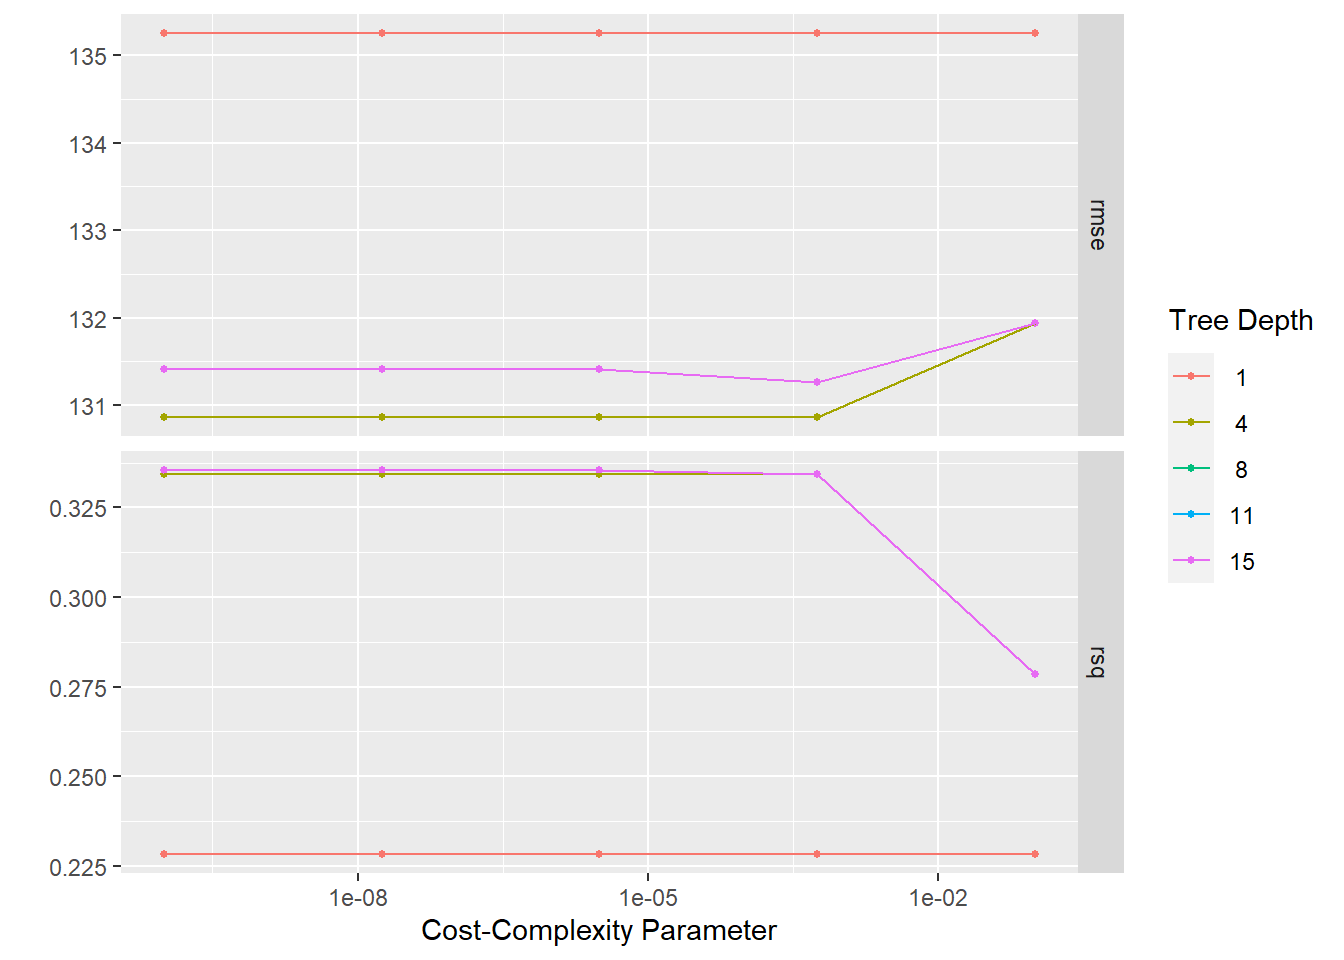 135
134
133
132
131
rmse
0.325
0.300
0.275
0.250
0.225
rsq
1e-08
1e-05
1e-02
Cost-Complexity Parameter
Tree Depth
1
4
8
11
15